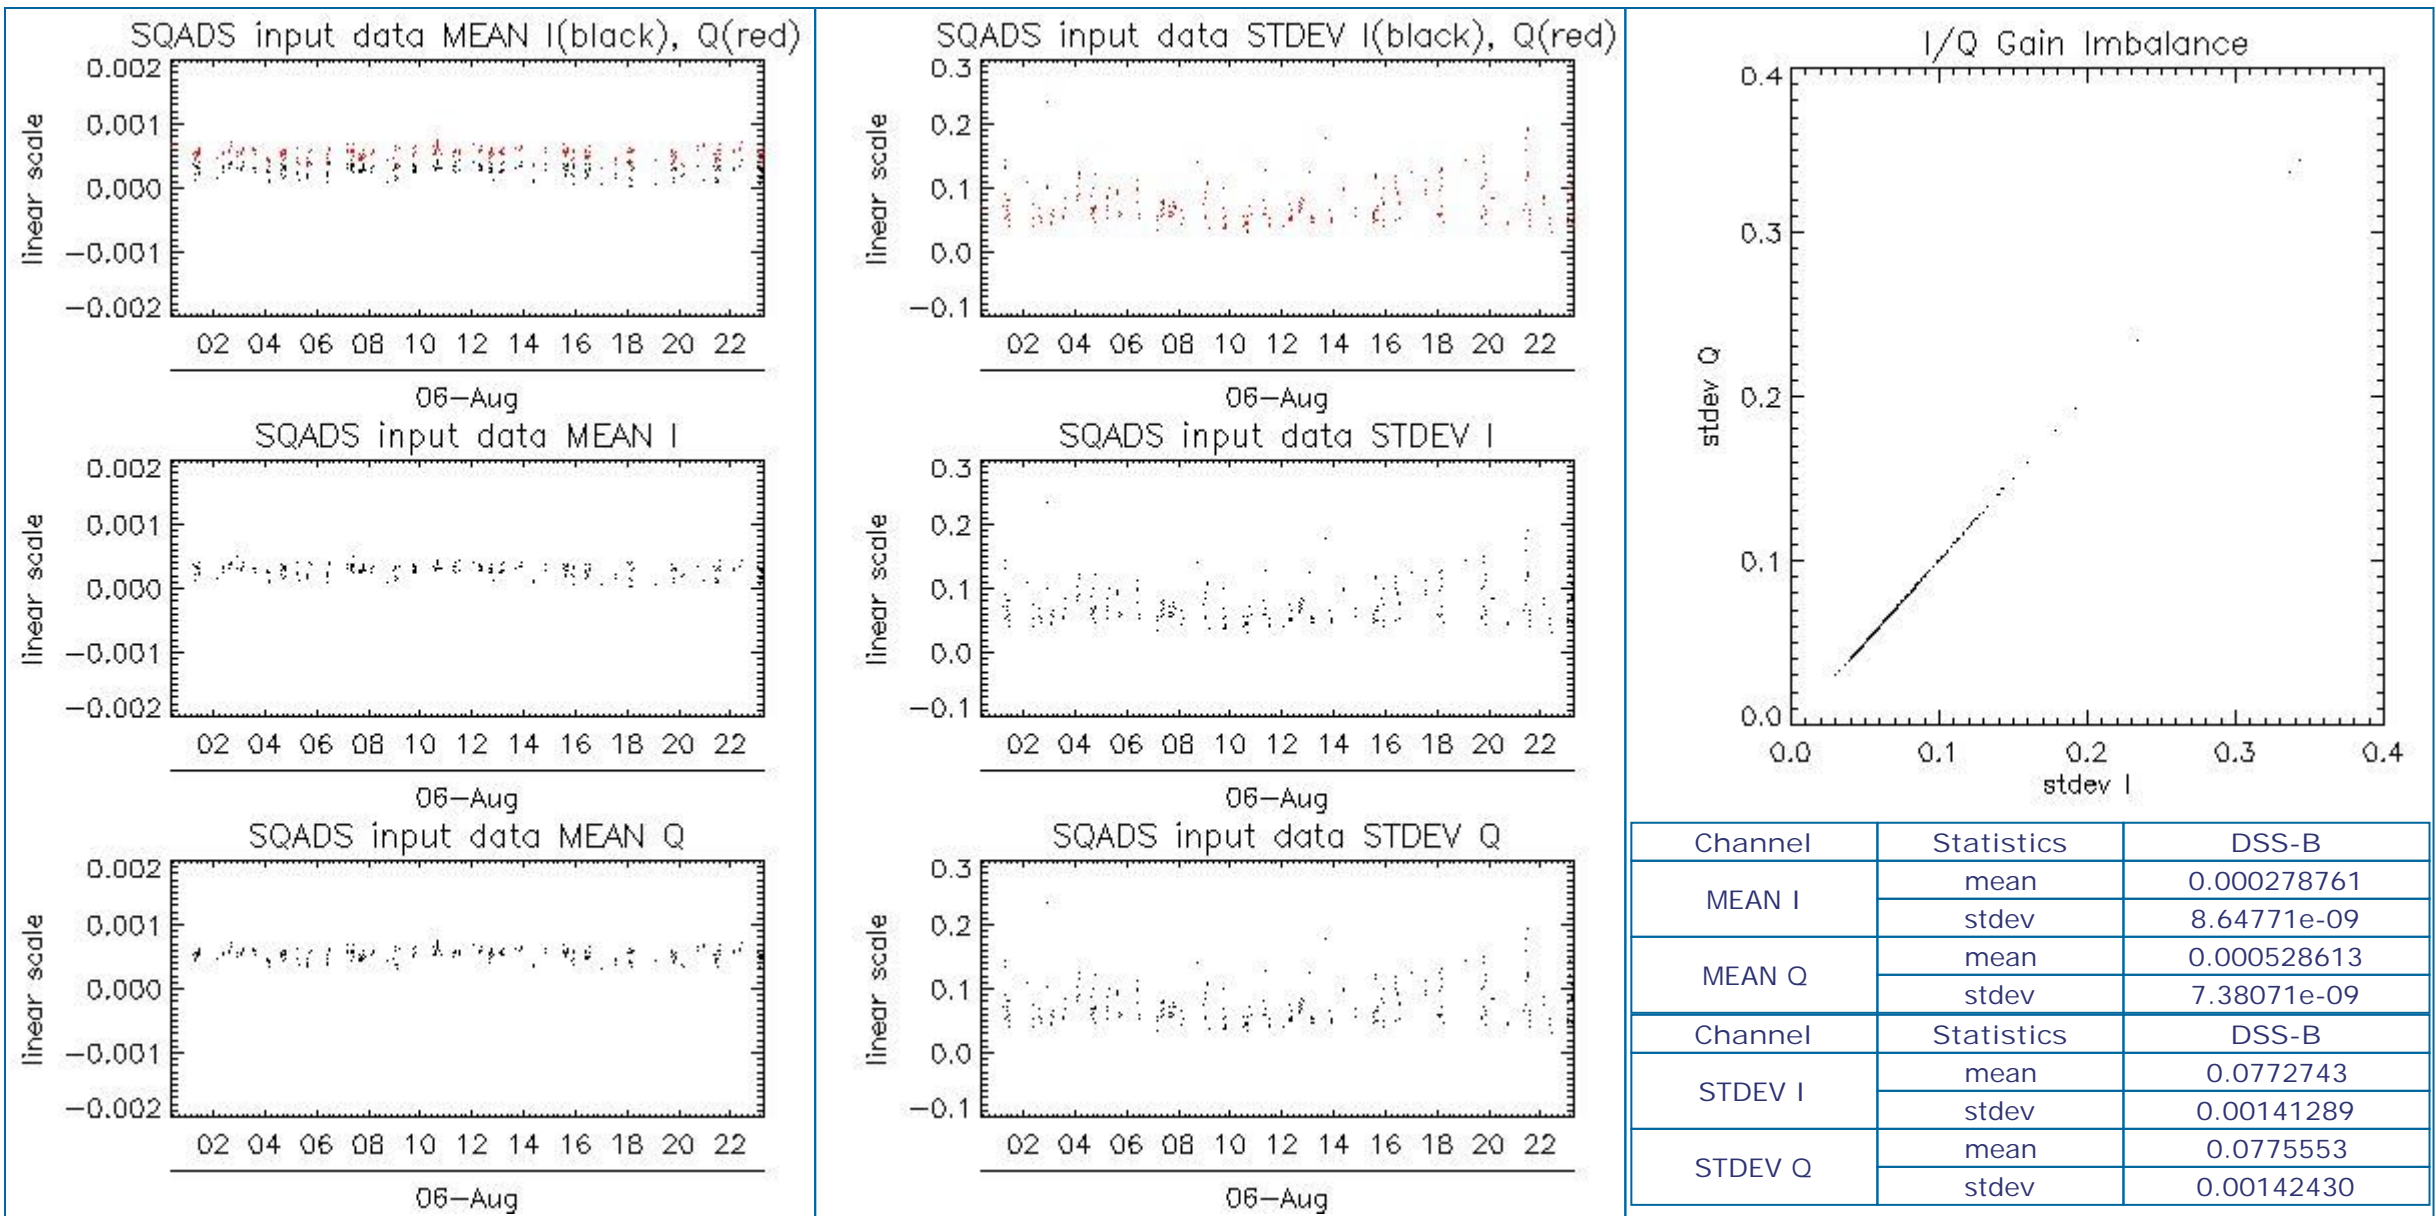 SQADS input data MEAN I(black), Q(red)
0.002
0.001
0.000
−0.001
−0.002
linear scale
02 04 06 08 10 12 14 16 18 20 22
06−Aug
SQADS input data MEAN I
0.002
0.001
0.000
−0.001
−0.002
linear scale
02 04 06 08 10 12 14 16 18 20 22
06−Aug
SQADS input data MEAN Q
0.002
0.001
0.000
−0.001
−0.002
linear scale
02 04 06 08 10 12 14 16 18 20 22
06−Aug
SQADS input data STDEV I(black), Q(red)
0.3
0.2
0.1
0.0
−0.1
linear scale
02 04 06 08 10 12 14 16 18 20 22
06−Aug
SQADS input data STDEV I
0.3
0.2
0.1
0.0
−0.1
linear scale
02 04 06 08 10 12 14 16 18 20 22
06−Aug
SQADS input data STDEV Q
0.3
0.2
0.1
0.0
−0.1
linear scale
02 04 06 08 10 12 14 16 18 20 22
06−Aug
I/Q Gain Imbalance
0.4
0.3
0.2
0.1
0.0
stdev Q
0.0 0.1 0.2 0.3 0.4
stdev I
Channel Statistics DSS-B
MEAN I mean 0.000278761
stdev 8.64771e-09
MEAN Q mean 0.000528613
stdev 7.38071e-09
Channel Statistics DSS-B
STDEV I mean 0.0772743
stdev 0.00141289
STDEV Q mean 0.0775553
stdev 0.00142430